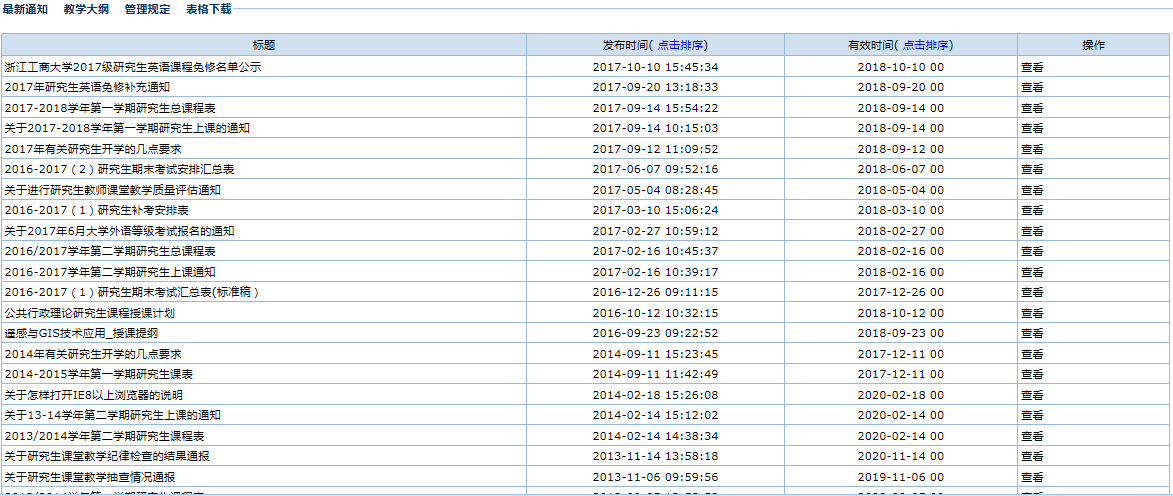 最新通知 教学大纲 管理规定 表格下载
标题 发布时间( 点击排序) 有效时间( 点击排序) 操作
浙江工商大学2017级研究生英语课程免修名单公示 2017-10-10 15:45:34 2018-10-10 00 查看
2017年研究生英语免修补充通知 2017-09-20 13:18:33 2018-09-20 00 查看
2017-2018学年第一学期研究生总课程表 2017-09-14 15:54:22 2018-09-14 00 查看
关于2017-2018学年第一学期研究生上课的通知 2017-09-14 10:15:03 2018-09-14 00 查看
2017年有关研究生开学的几点要求 2017-09-12 11:09:52 2018-09-12 00 查看
2016-2017（2）研究生期末考试安排汇总表 2017-06-07 09:52:16 2018-06-07 00 查看
关于进行研究生教师课堂教学质量评估通知 2017-05-04 08:28:45 2018-05-04 00 查看
2016-2017（1）研究生补考安排表 2017-03-10 15:06:24 2018-03-10 00 查看
关于2017年6月大学外语等级考试报名的通知 2017-02-27 10:59:12 2018-02-27 00 查看
2016/2017学年第二学期研究生总课程表 2017-02-16 10:45:37 2018-02-16 00 查看
2016-2017学年第二学期研究生上课通知 2017-02-16 10:39:17 2018-02-16 00 查看
2016-2017（1）研究生期末考试汇总表(标准稿） 2016-12-26 09:11:15 2017-12-26 00 查看
公共行政理论研究生课程授课计划 2016-10-12 10:32:15 2018-10-12 00 查看
遥感与GIS技术应用_授课提纲 2016-09-23 09:22:52 2018-09-23 00 查看
2014年有关研究生开学的几点要求 2014-09-11 15:23:45 2017-12-11 00 查看
2014-2015学年第一学期研究生课表 2014-09-11 11:42:49 2017-12-11 00 查看
关于怎样打开IE8以上浏览器的说明 2014-02-18 15:26:08 2020-02-18 00 查看
关于13-14学年第二学期研究生上课的通知 2014-02-14 15:12:02 2020-02-14 00 查看
2013/2014学年第二学期研究生课程表 2014-02-14 14:38:34 2020-02-14 00 查看
关于研究生课堂教学纪律检查的结果通报 2013-11-14 13:58:18 2020-11-14 00 查看
关于研究生课堂教学抽查情况通报 2013-11-06 09:59:56 2019-11-06 00 查看